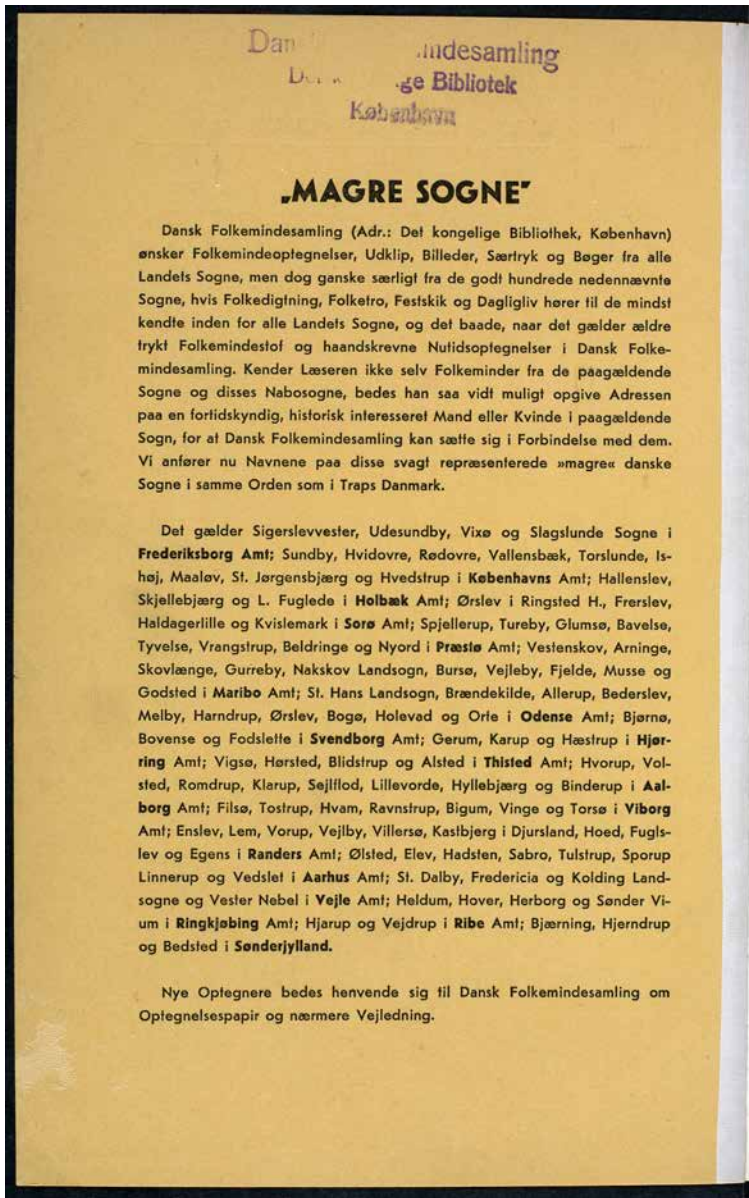 Dan indesamling
ge Bibliotek
København
„MAGRE SOGNE"
Dansk Folkemindesamling (Adr.: Det kongelige Bibliothek, København)
ønsker Folkemindeoptegnelser, Udklip, Billeder, Særtryk og Bøger fra alle
Landets Sogne, men dog ganske særligt fra de godt hundrede nedennævnte
Sogne, hvis Folkedigtning, Folketro, Festskik og Dagligliv hører til de mindst
kendte inden for alle Landets Sogne, og det baade, naar det gælder ældre
trykt Folkemindestof og haandskrevne Nutidsoptegnelser i Dansk Folke-
mindesamling. Kender Læseren ikke selv Folkeminder fra de paagældende
Sogne og disses Nabosogne, bedes han saa vidt muligt opgive Adressen
paa en fortidskyndig, historisk interesseret Mand eller Kvinde i paagældende
Sogn, for at Dansk Folkemindesamling kan sætte sig i Forbindelse med dem.
Vi anfører nu Navnene paa disse svagt repræsenterede »magre« danske
Sogne i samme Orden som i Traps Danmark.
Det gælder Sigerslevvester, Udesundby, Vixø og Slagslunde Sogne i
Frederiksborg Amt; Sundby, Hvidovre, Rødovre, Vallensbæk, Torslunde, Is-
høj, Maaløv, St. Jørgensbjærg og Hvedstrup i Københavns Amt; Hallenslev,
Skjellebjærg og L. Fuglede i Holbæk Amt; Ørslev i Ringsted H., Frerslev,
Haldagerlille og Kvislemark i Sorø Amt; Spjellerup, Tureby, Glumsø, Bavelse,
Tyvelse, Vrangstrup, Beldringe og Nyord i Præstø Amt; Vestenskov, Arninge,
Skovlænge, Gurreby, Nakskov Landsogn, Bursø, Vejleby, Fjelde, Musse og
Godsted i Maribo Amt; St. Hans Landsogn, Brændekilde, Allerup, Bederslev,
Melby, Harndrup, Ørslev, Bogø, Holevad og Orte i Odense Amt; Bjørnø,
Bovense og Fodslette i Svendborg Amt; Gerum, Karup og Hæstrup i Hjør-
ring Amt; Vigsø, Hørsted, Blidstrup og Alsted i Thisted Amt; Hvorup, Vol-
sted, Romdrup, Klarup, Sejlflod, Lillevorde, Hyllebjærg og Binderup i Aal-
borg Amt; Filsø, Tostrup, Hvam, Ravnstrup, Bigum, Vinge og Torsø i Viborg
Amt; Enslev, Lem, Vorup, Vejlby, Villersø, Kastbjerg i Djursland, Hoed, Fugls-
lev og Egens i Randers Amt; Ølsted, Elev, Hadsten, Sabro, Tulstrup, Sporup
Linnerup og Vedslet i Aarhus Amt; St. Dalby, Fredericia og Kolding Land-
sogne og Vester Nebel i Vejle Amt; Heldum, Hover, Herborg og Sønder Vi-
um i Ringkjøbing Amt; Hjarup og Vejdrup i Ribe Amt; Bjærning, Hjerndrup
og Bedsted i Sønderjylland.
Nye Optegnere bedes henvende sig til Dansk Folkemindesamling om
Optegnelsespapir og nærmere Vejledning.